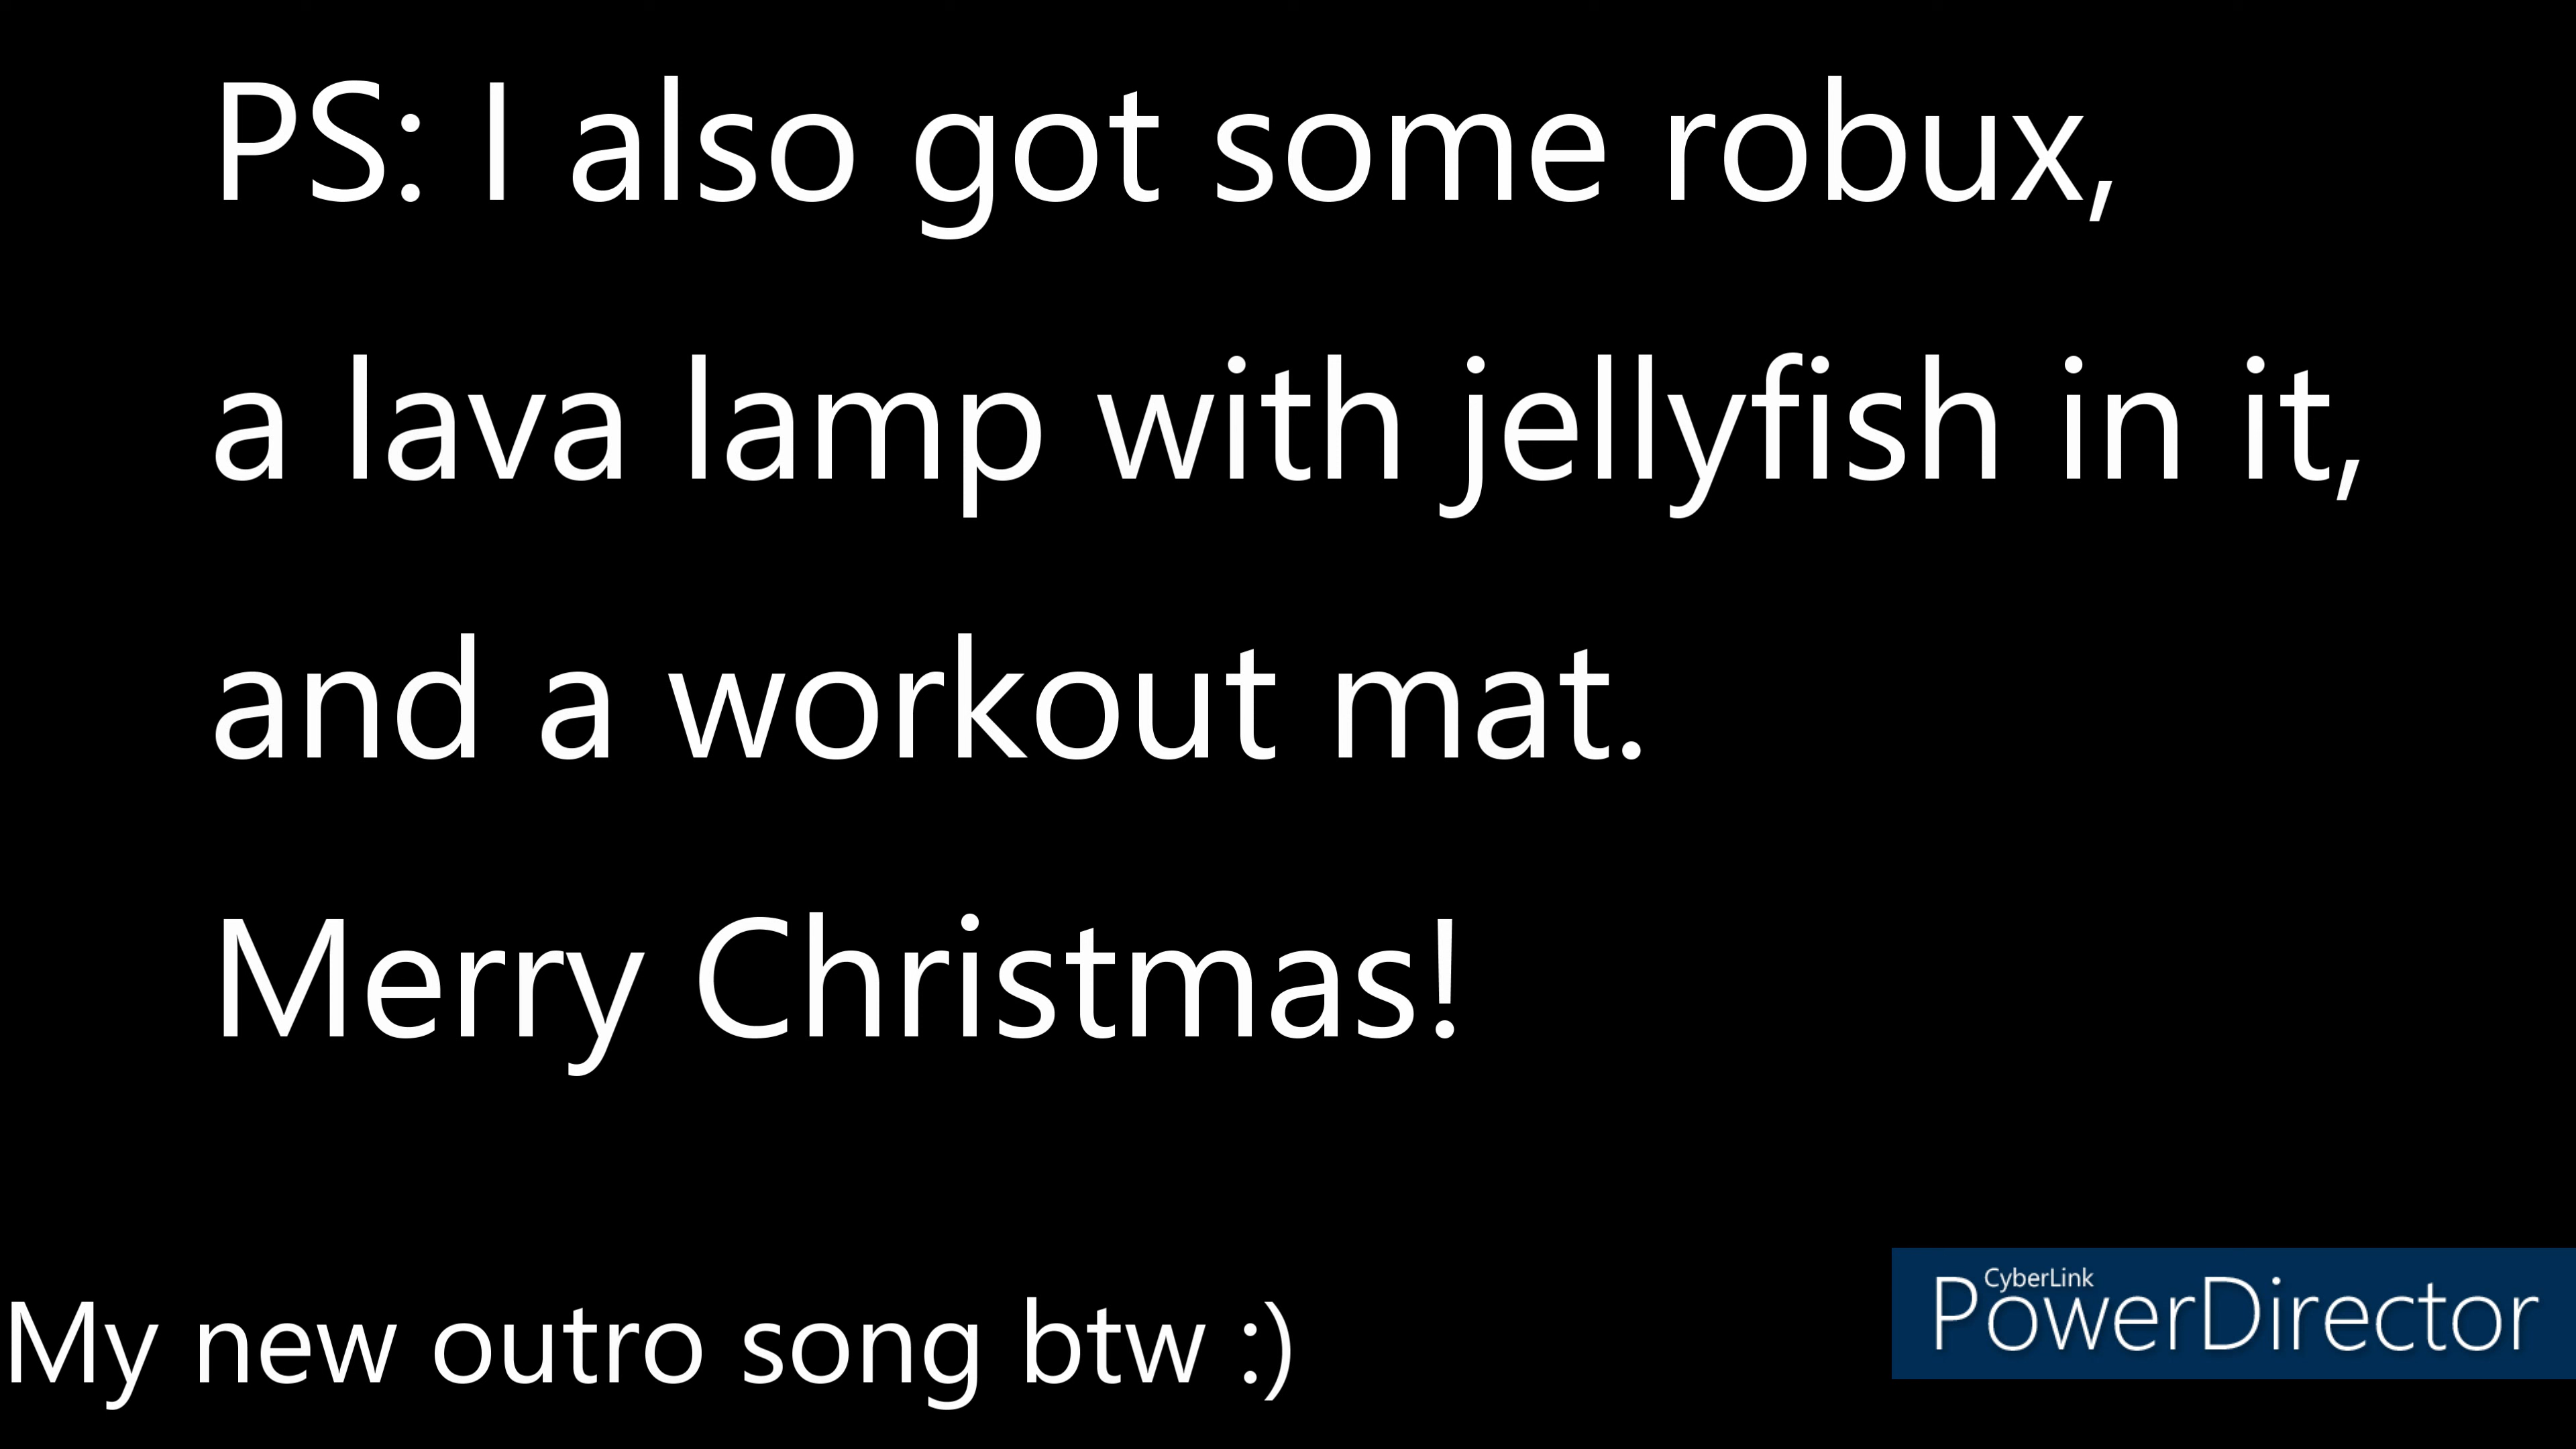 PS: I also got some robux,
a lava lamp with jellyfish in it,
and a workout mat.
Merry Christmas!
My new outro song btw :)
CyberLink
PowerDirector